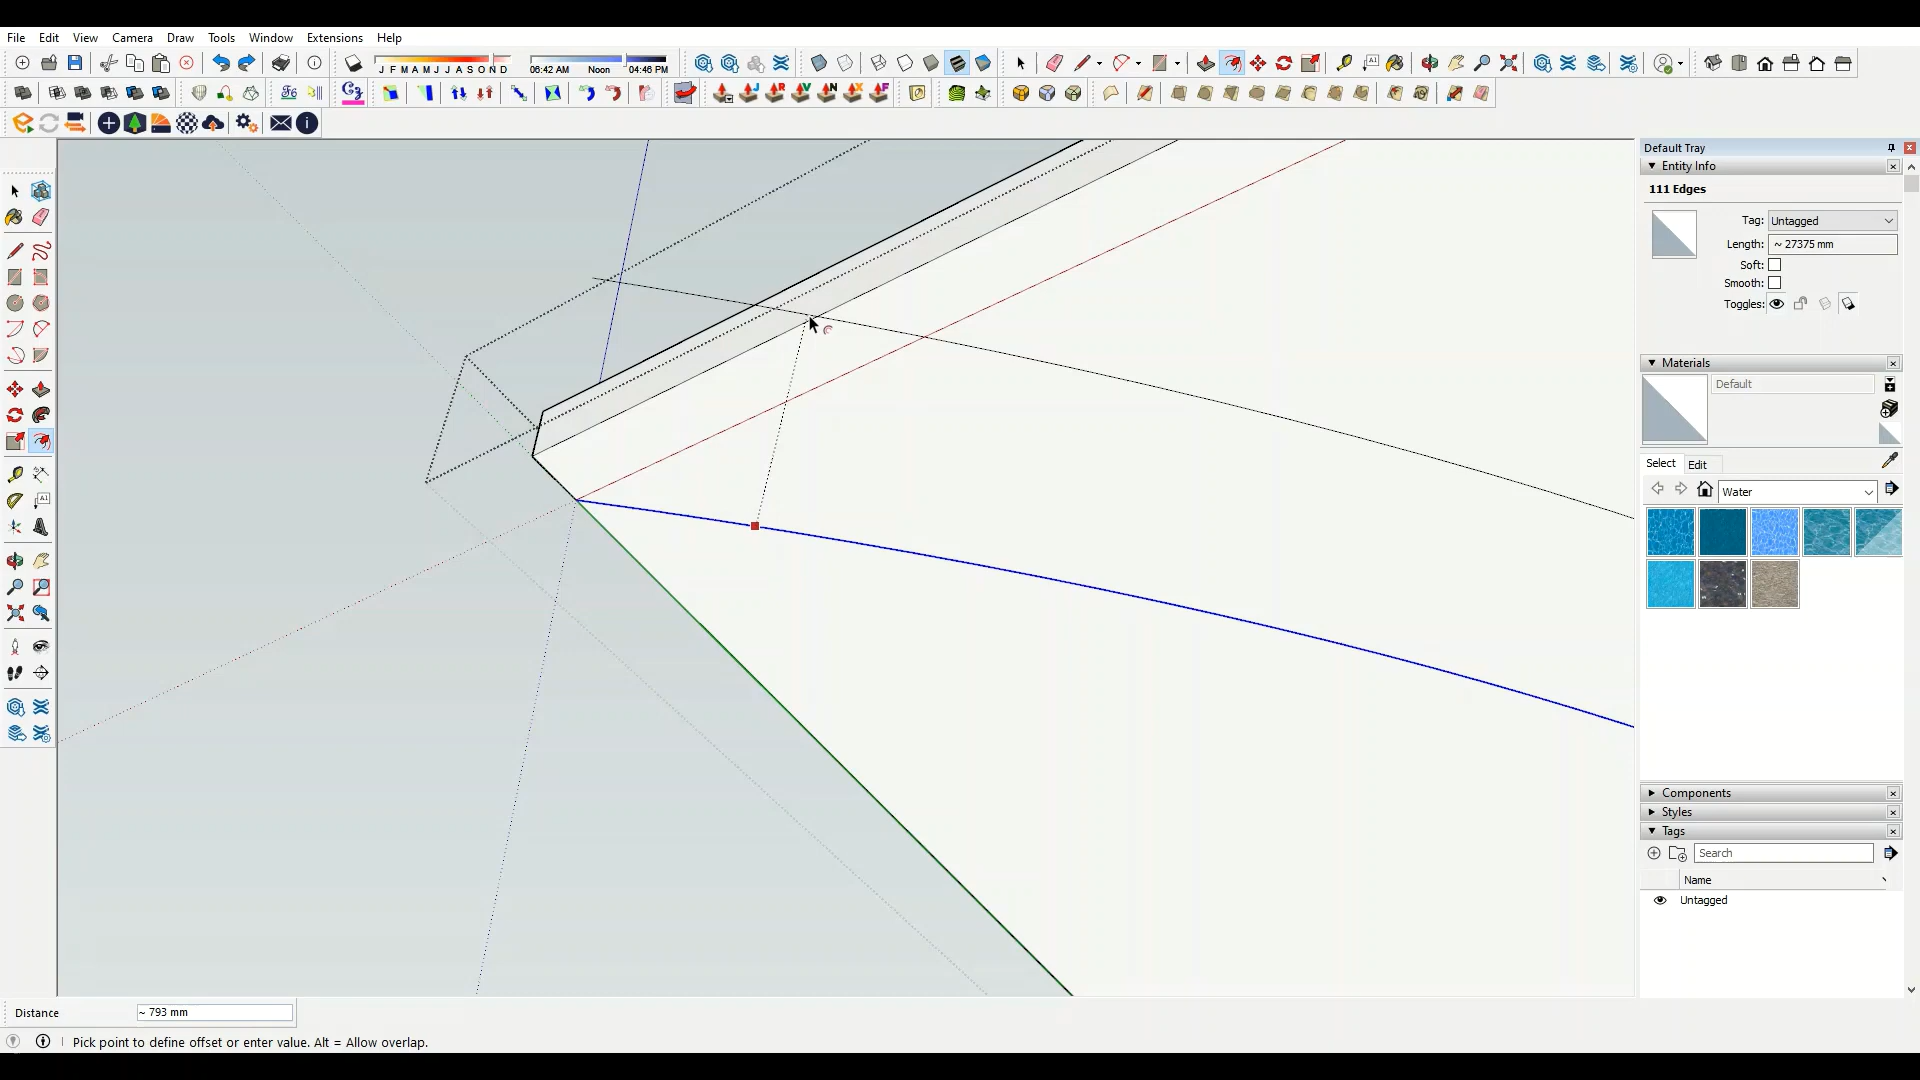 File Edit View Camera Draw Tools Window Extensions Help
J F M A M J J A S O N D
06:42 AM Noon 04:46 PM
Default Tray
Entity Info
111 Edges
Tag: Untagged
Length: ~ 27375 mm
Soft:
Smooth:
Toggles:
Materials
Default
Select Edit
Water
Components
Styles
Tags
Search
Name
Untagged
Distance ~ 793 mm
Pick point to define offset or enter value. Alt = Allow overlap.